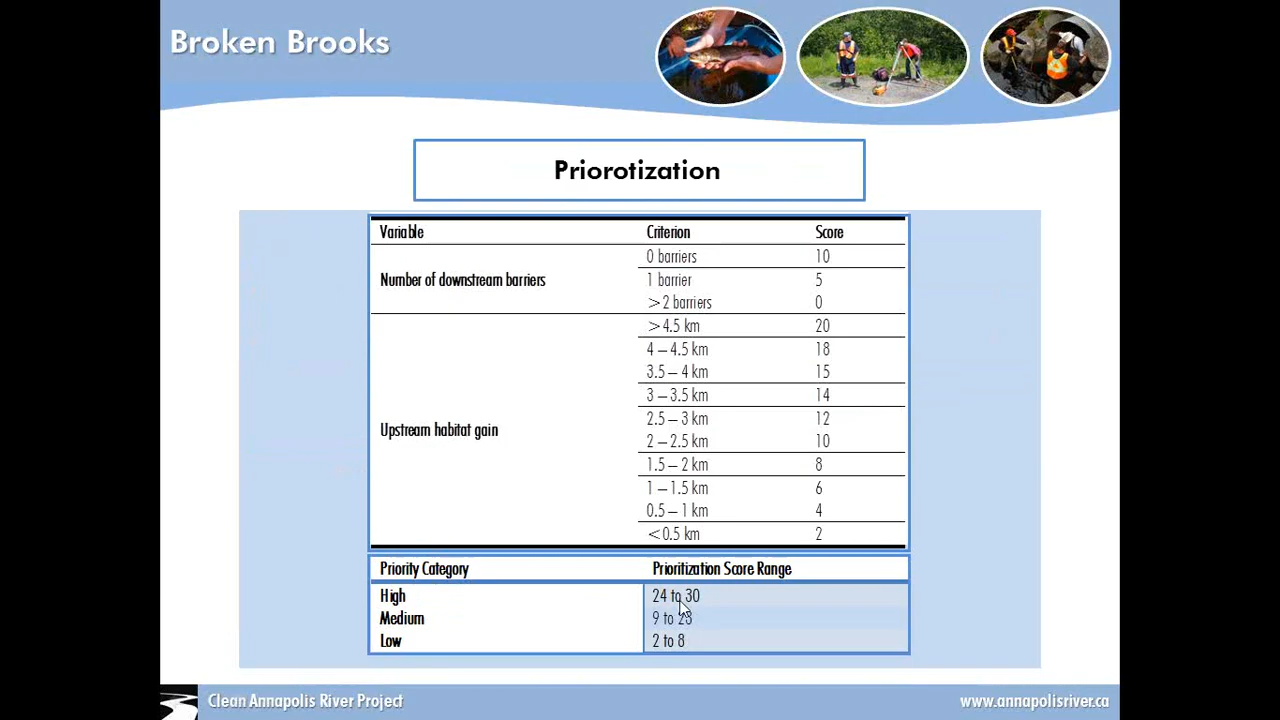 Broken Brooks
Priorotization
Variable Criterion Score
Number of downstream barriers
0 barriers 10
1 barrier 5
>2 barriers 0
Upstream habitat gain
>4.5 km 20
4 – 4.5 km 18
3.5 – 4 km 15
3 – 3.5 km 14
2.5 – 3 km 12
2 – 2.5 km 10
1.5 – 2 km 8
1 – 1.5 km 6
0.5 – 1 km 4
<0.5 km 2
Priority Category Prioritization Score Range
High 24 to 30
Medium 9 to 23
Low 2 to 8
Clean Annapolis River Project www.annapolisriver.ca